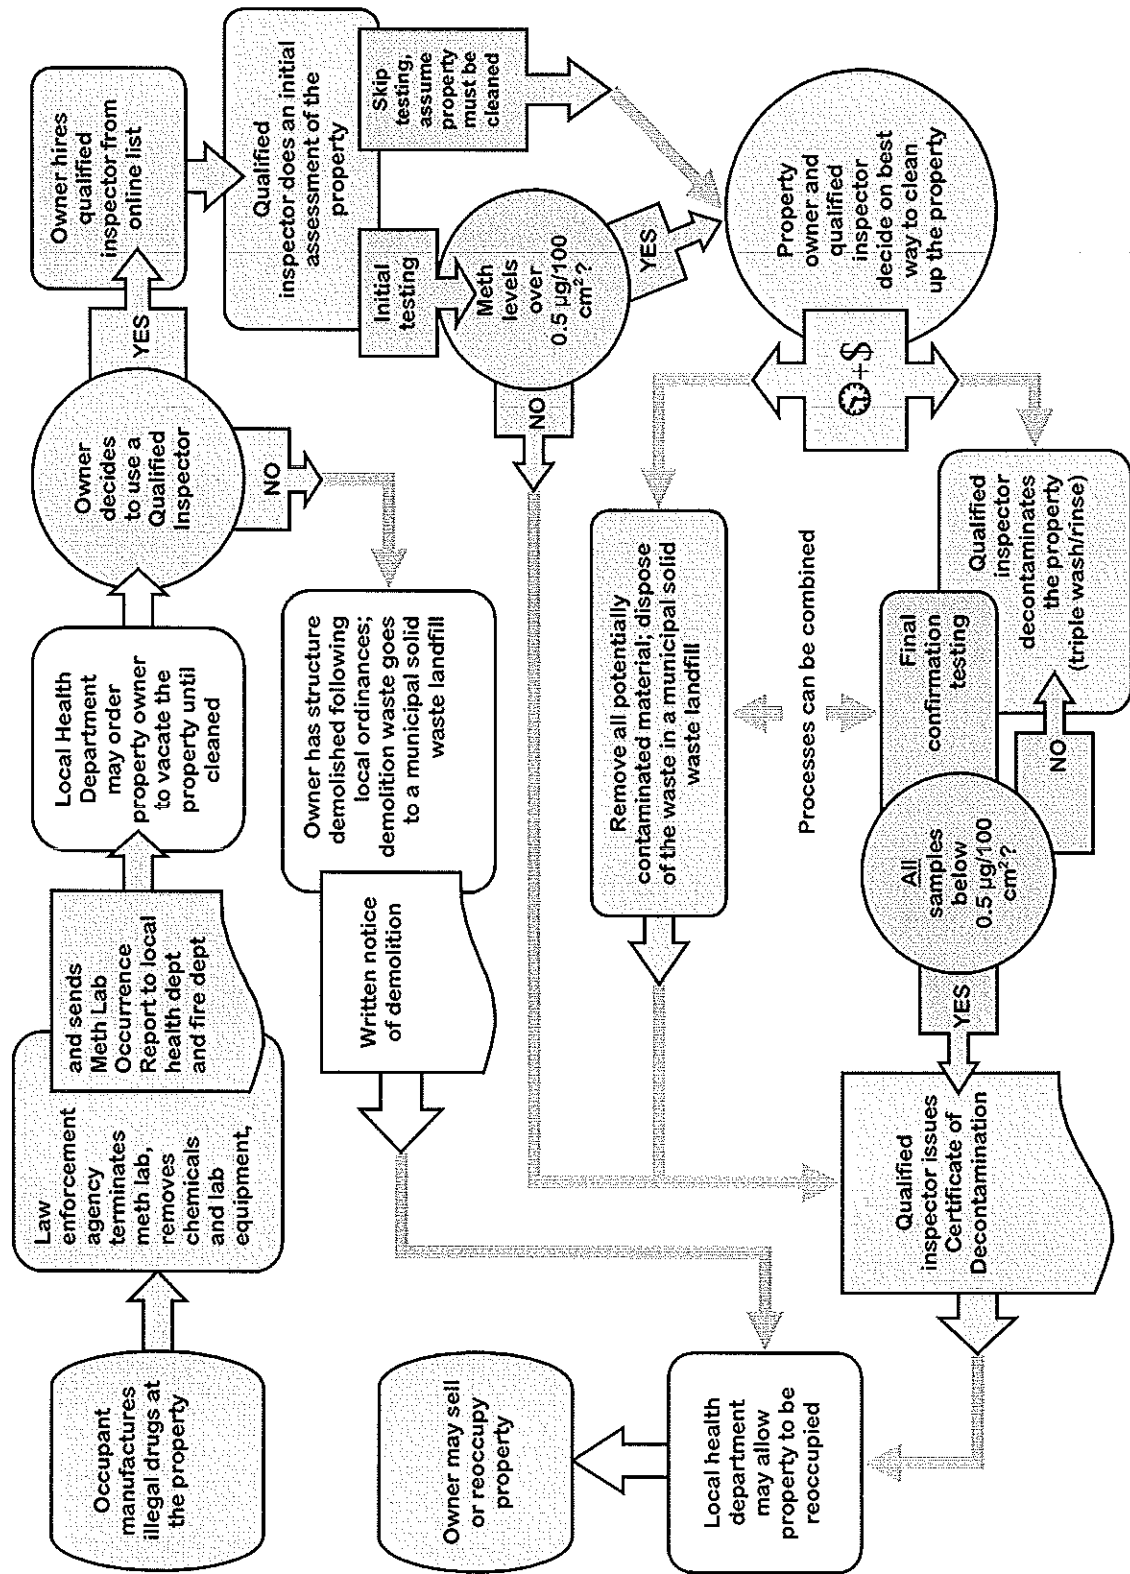 Occupant
manufactures
illegal drugs at
the property
Law
enforcement
agency
terminates
meth lab,
removes
chemicals
and lab
equipment,
and sends
Meth Lab
Occurrence
Report to local
health dept
and fire dept
Local Health
Department
may order
property owner
to vacate the
property until
cleaned
Owner
decides
to use a
Qualified
Inspector
YES
NO
Owner hires
qualified
inspector from
online list
Qualified
inspector does an initial
assessment of the
property
Initial
testing
Skip
testing,
assume
property
must be
cleaned
Meth
levels
over
0.5 µg/100
cm²?
YES
NO
Property
owner and
qualified
inspector
decide on best
way to clean
up the property
+$
Owner has structure
demolished following
local ordinances;
demolition waste goes
to a municipal solid
waste landfill
Written notice
of demolition
Remove all potentially
contaminated material; dispose
of the waste in a municipal solid
waste landfill
Processes can be combined
Qualified
inspector
decontaminates
the property
(triple wash/rinse)
Final
confirmation
testing
All
samples
below
0.5 µg/100
cm²?
NO
YES
Qualified
inspector issues
Certificate of
Decontamination
Local health
department
may allow
property to be
reoccupied
Owner may sell
or reoccupy
property